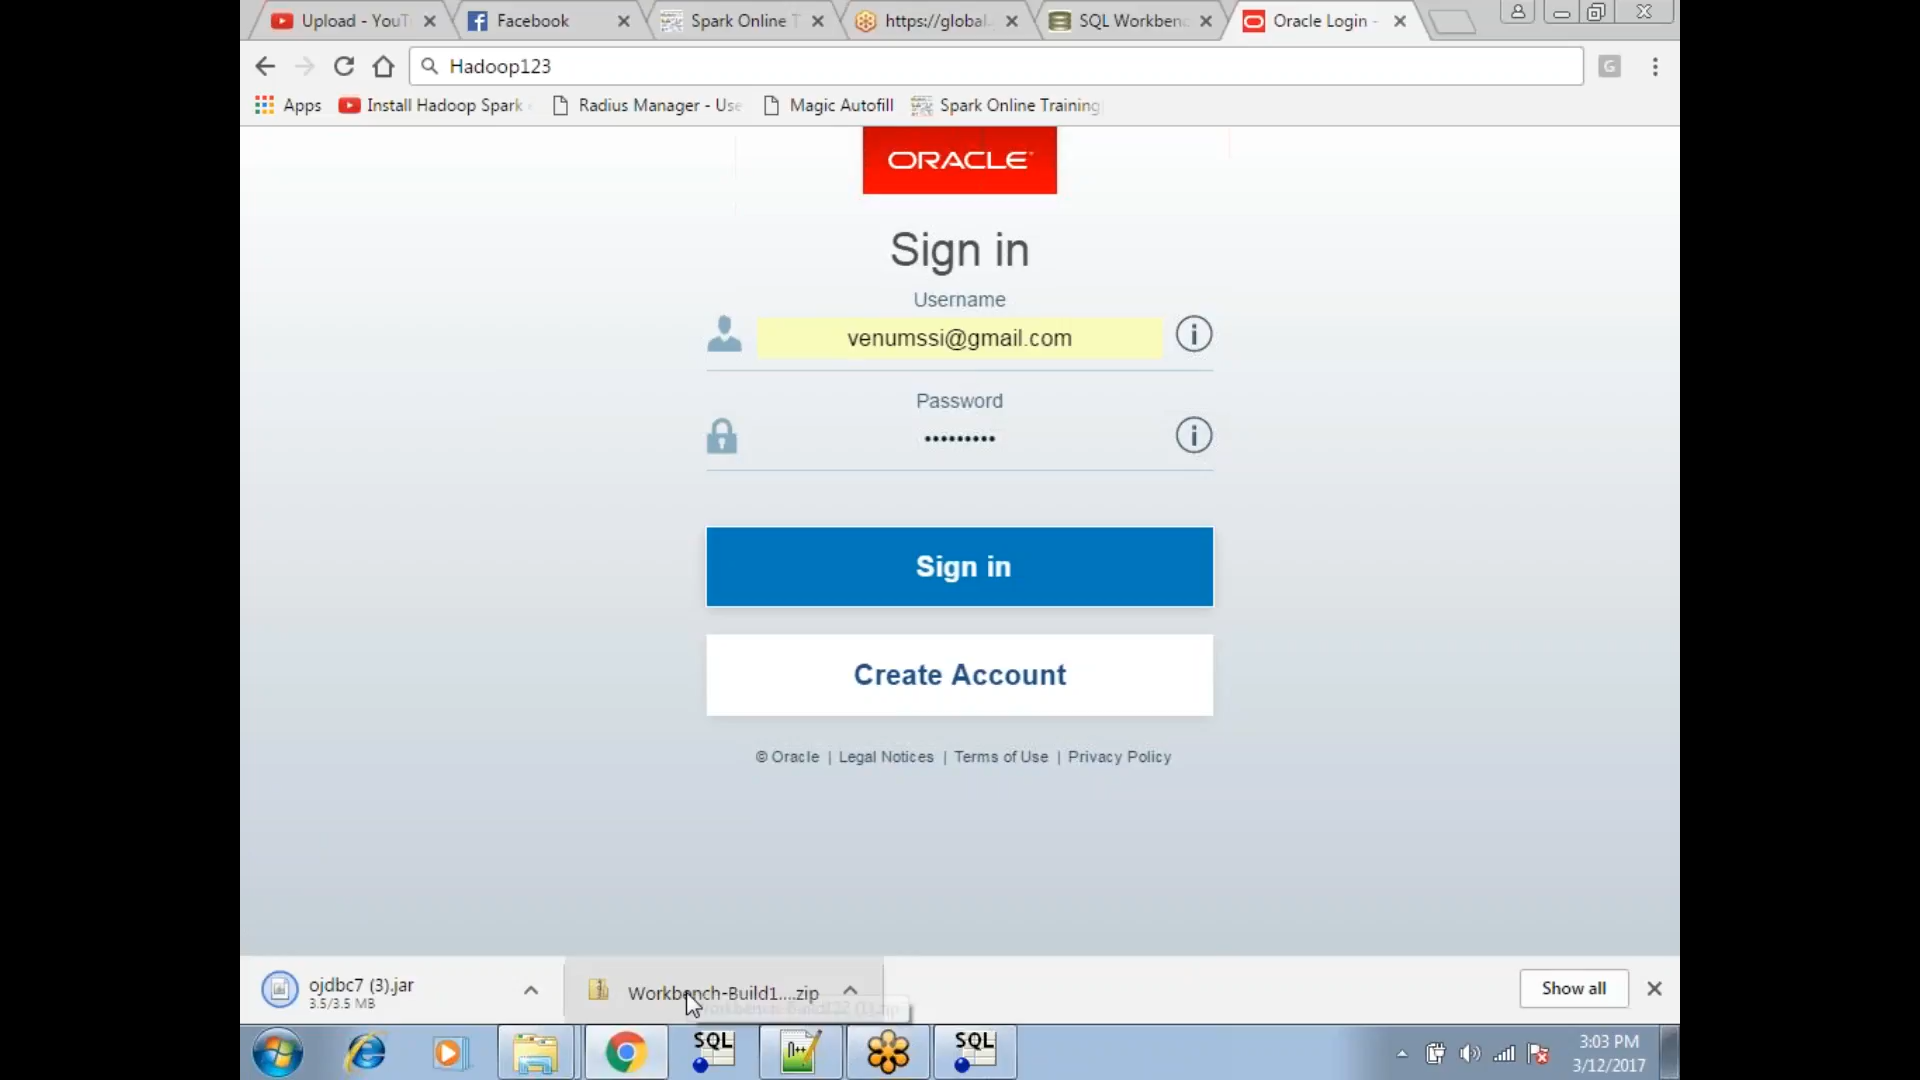 Upload - YouT
Facebook
Spark Online T
https://global.
SQL Workben
Oracle Login -
Hadoop123
G
Apps
Install Hadoop Spark
Radius Manager - Use
Magic Autofill
Spark Online Training
ORACLE
Sign in
Username
venumssi@gmail.com
Password
•••••••••
Sign in
Create Account
© Oracle | Legal Notices | Terms of Use | Privacy Policy
ojdbc7 (3).jar
3.5/3.5 MB
Workbench-Build1....zip
Show all
SQL
SQL
3:03 PM
3/12/2017